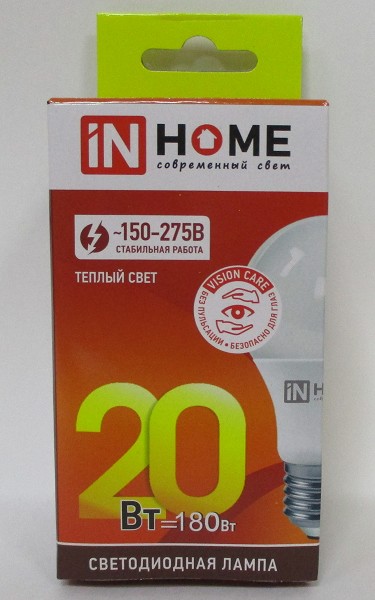 iN HOME
современный свет
~150-275В
СТАБИЛЬНАЯ РАБОТА
ТЕПЛЫЙ СВЕТ
VISION CARE
БЕЗ ПУЛЬСАЦИИ • БЕЗОПАСНО ДЛЯ ГЛАЗ
iN HOME
20
Вт=180Вт
СВЕТОДИОДНАЯ ЛАМПА